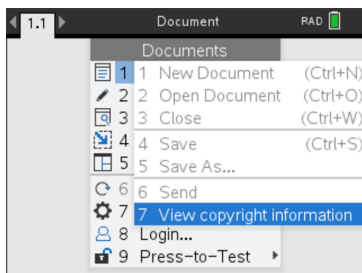 1.1 Document RAD
Documents
1 1 New Document (Ctrl+N)
2 2 Open Document (Ctrl+O)
3 3 Close (Ctrl+W)
4 4 Save (Ctrl+S)
5 5 Save As...
6 6 Send
7 7 View copyright information
8 Login...
9 Press-to-Test